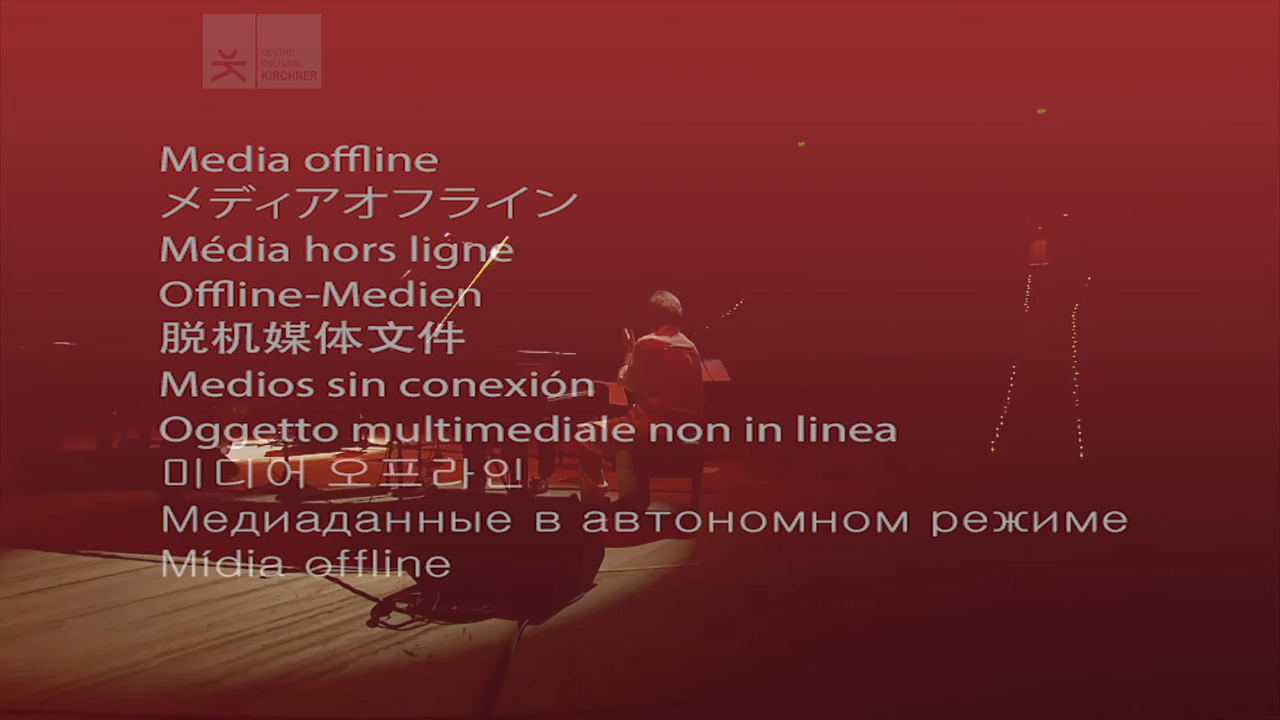 CENTRO
CULTURAL
KIRCHNER
Media offline
メディアオフライン
Média hors ligne
Offline-Medien
脱机媒体文件
Medios sin conexión
Oggetto multimediale non in linea
미디어 오프라인
Медиаданные в автономном режиме
Mídia offline